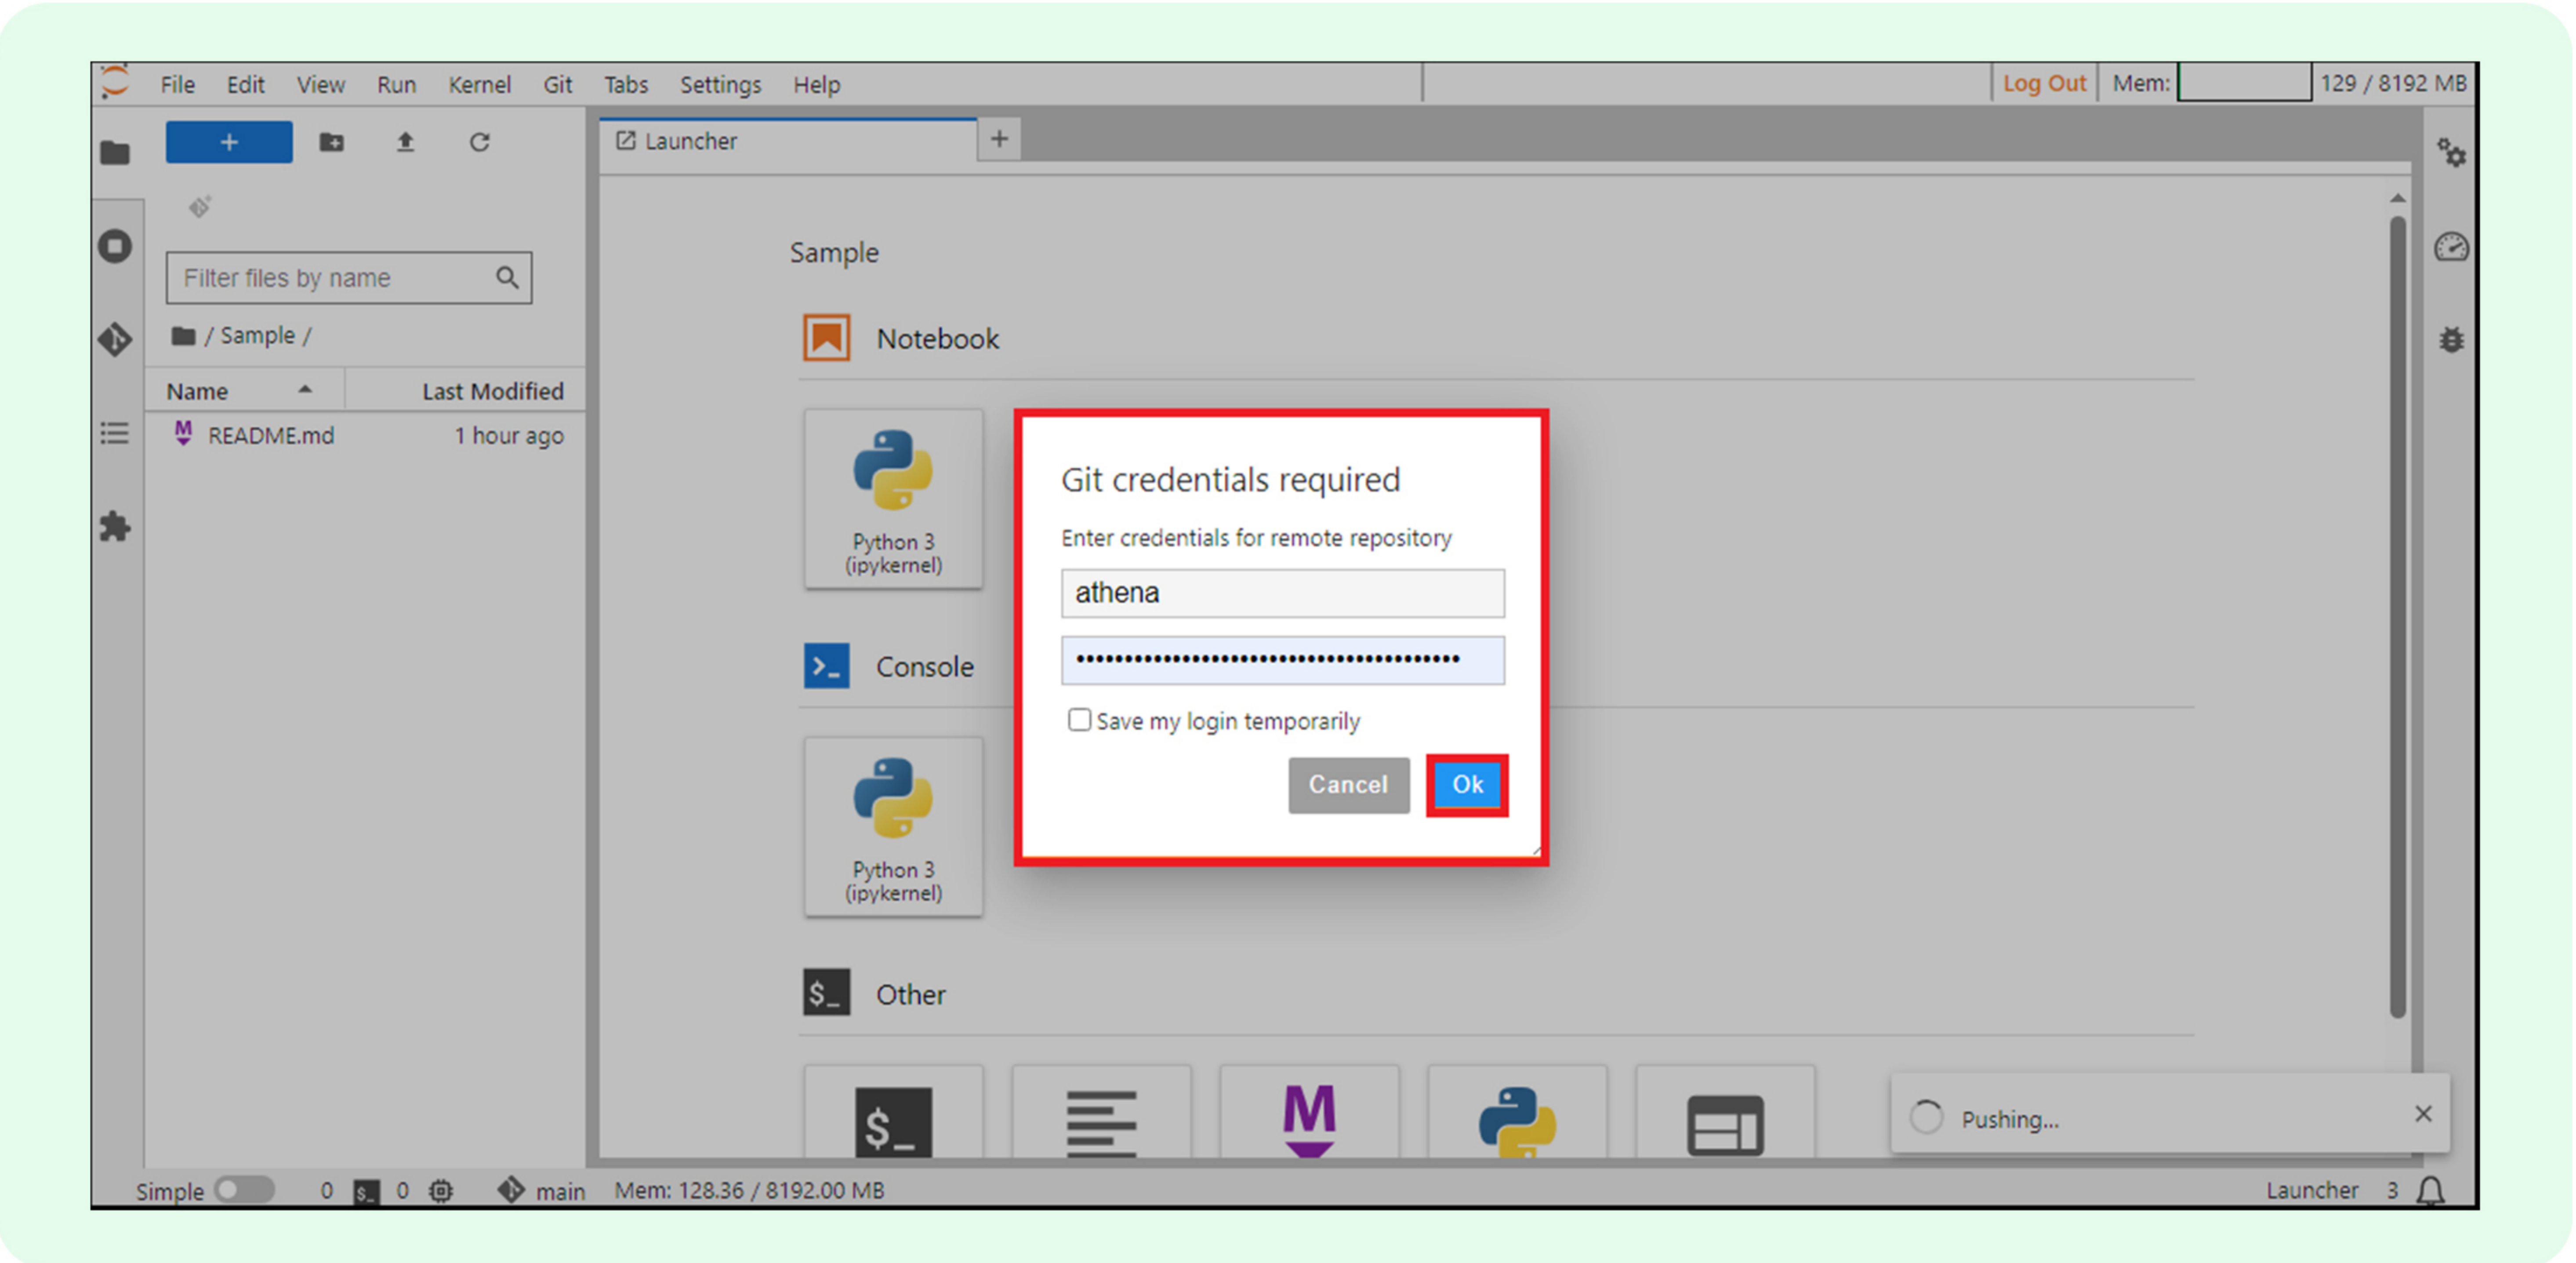 File Edit View Run Kernel Git Tabs Settings Help Log Out Mem: 129 / 8192 MB
+
Launcher +
Filter files by name
/ Sample /
Name Last Modified
README.md 1 hour ago
Sample
Notebook
Python 3
(ipykernel)
Console
Python 3
(ipykernel)
Other
$_
M
Git credentials required
Enter credentials for remote repository
athena
••••••••••••••••••••••••••••••••••••••••
Save my login temporarily
Cancel Ok
Pushing...
Simple 0 $_ 0 main Mem: 128.36 / 8192.00 MB Launcher 3